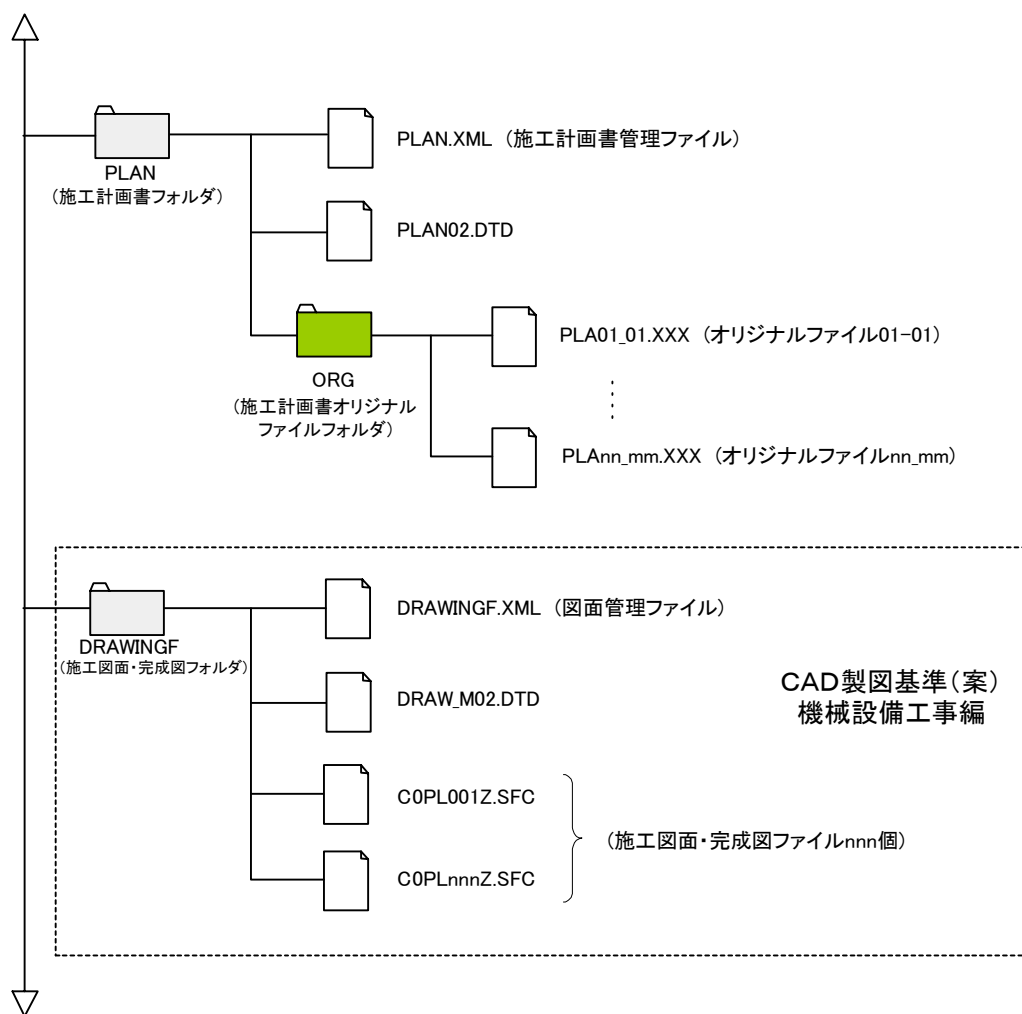 PLAN.XML (施工計画書管理ファイル)
PLAN
(施工計画書フォルダ)
PLAN02.DTD
PLA01_01.XXX (オリジナルファイル01-01)
ORG
(施工計画書オリジナル
ファイルフォルダ)
PLAnn_mm.XXX (オリジナルファイルnn_mm)
DRAWINGF.XML (図面管理ファイル)
DRAWINGF
(施工図面・完成図フォルダ)
DRAW_M02.DTD
CAD製図基準(案)
機械設備工事編
C0PL001Z.SFC
(施工図面・完成図ファイルnnn個)
C0PLnnnZ.SFC